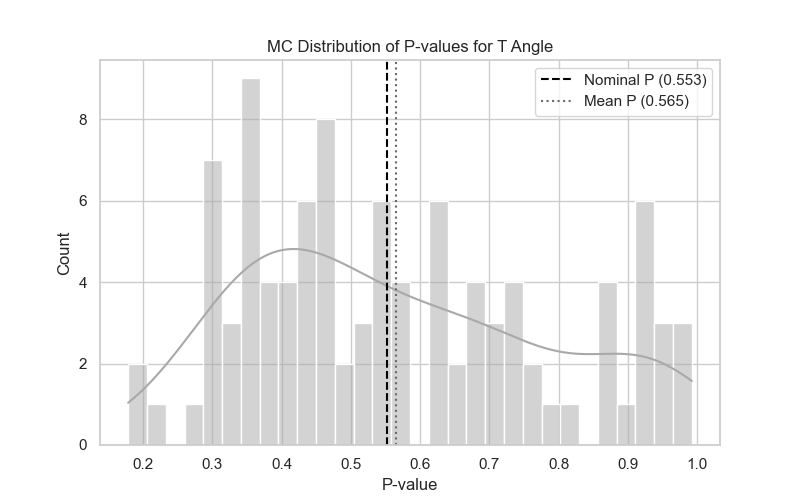 MC Distribution of P-values for T Angle
Nominal P (0.553)
Mean P (0.565)
8
6
4
2
0
Count
0.2 0.3 0.4 0.5 0.6 0.7 0.8 0.9 1.0
P-value